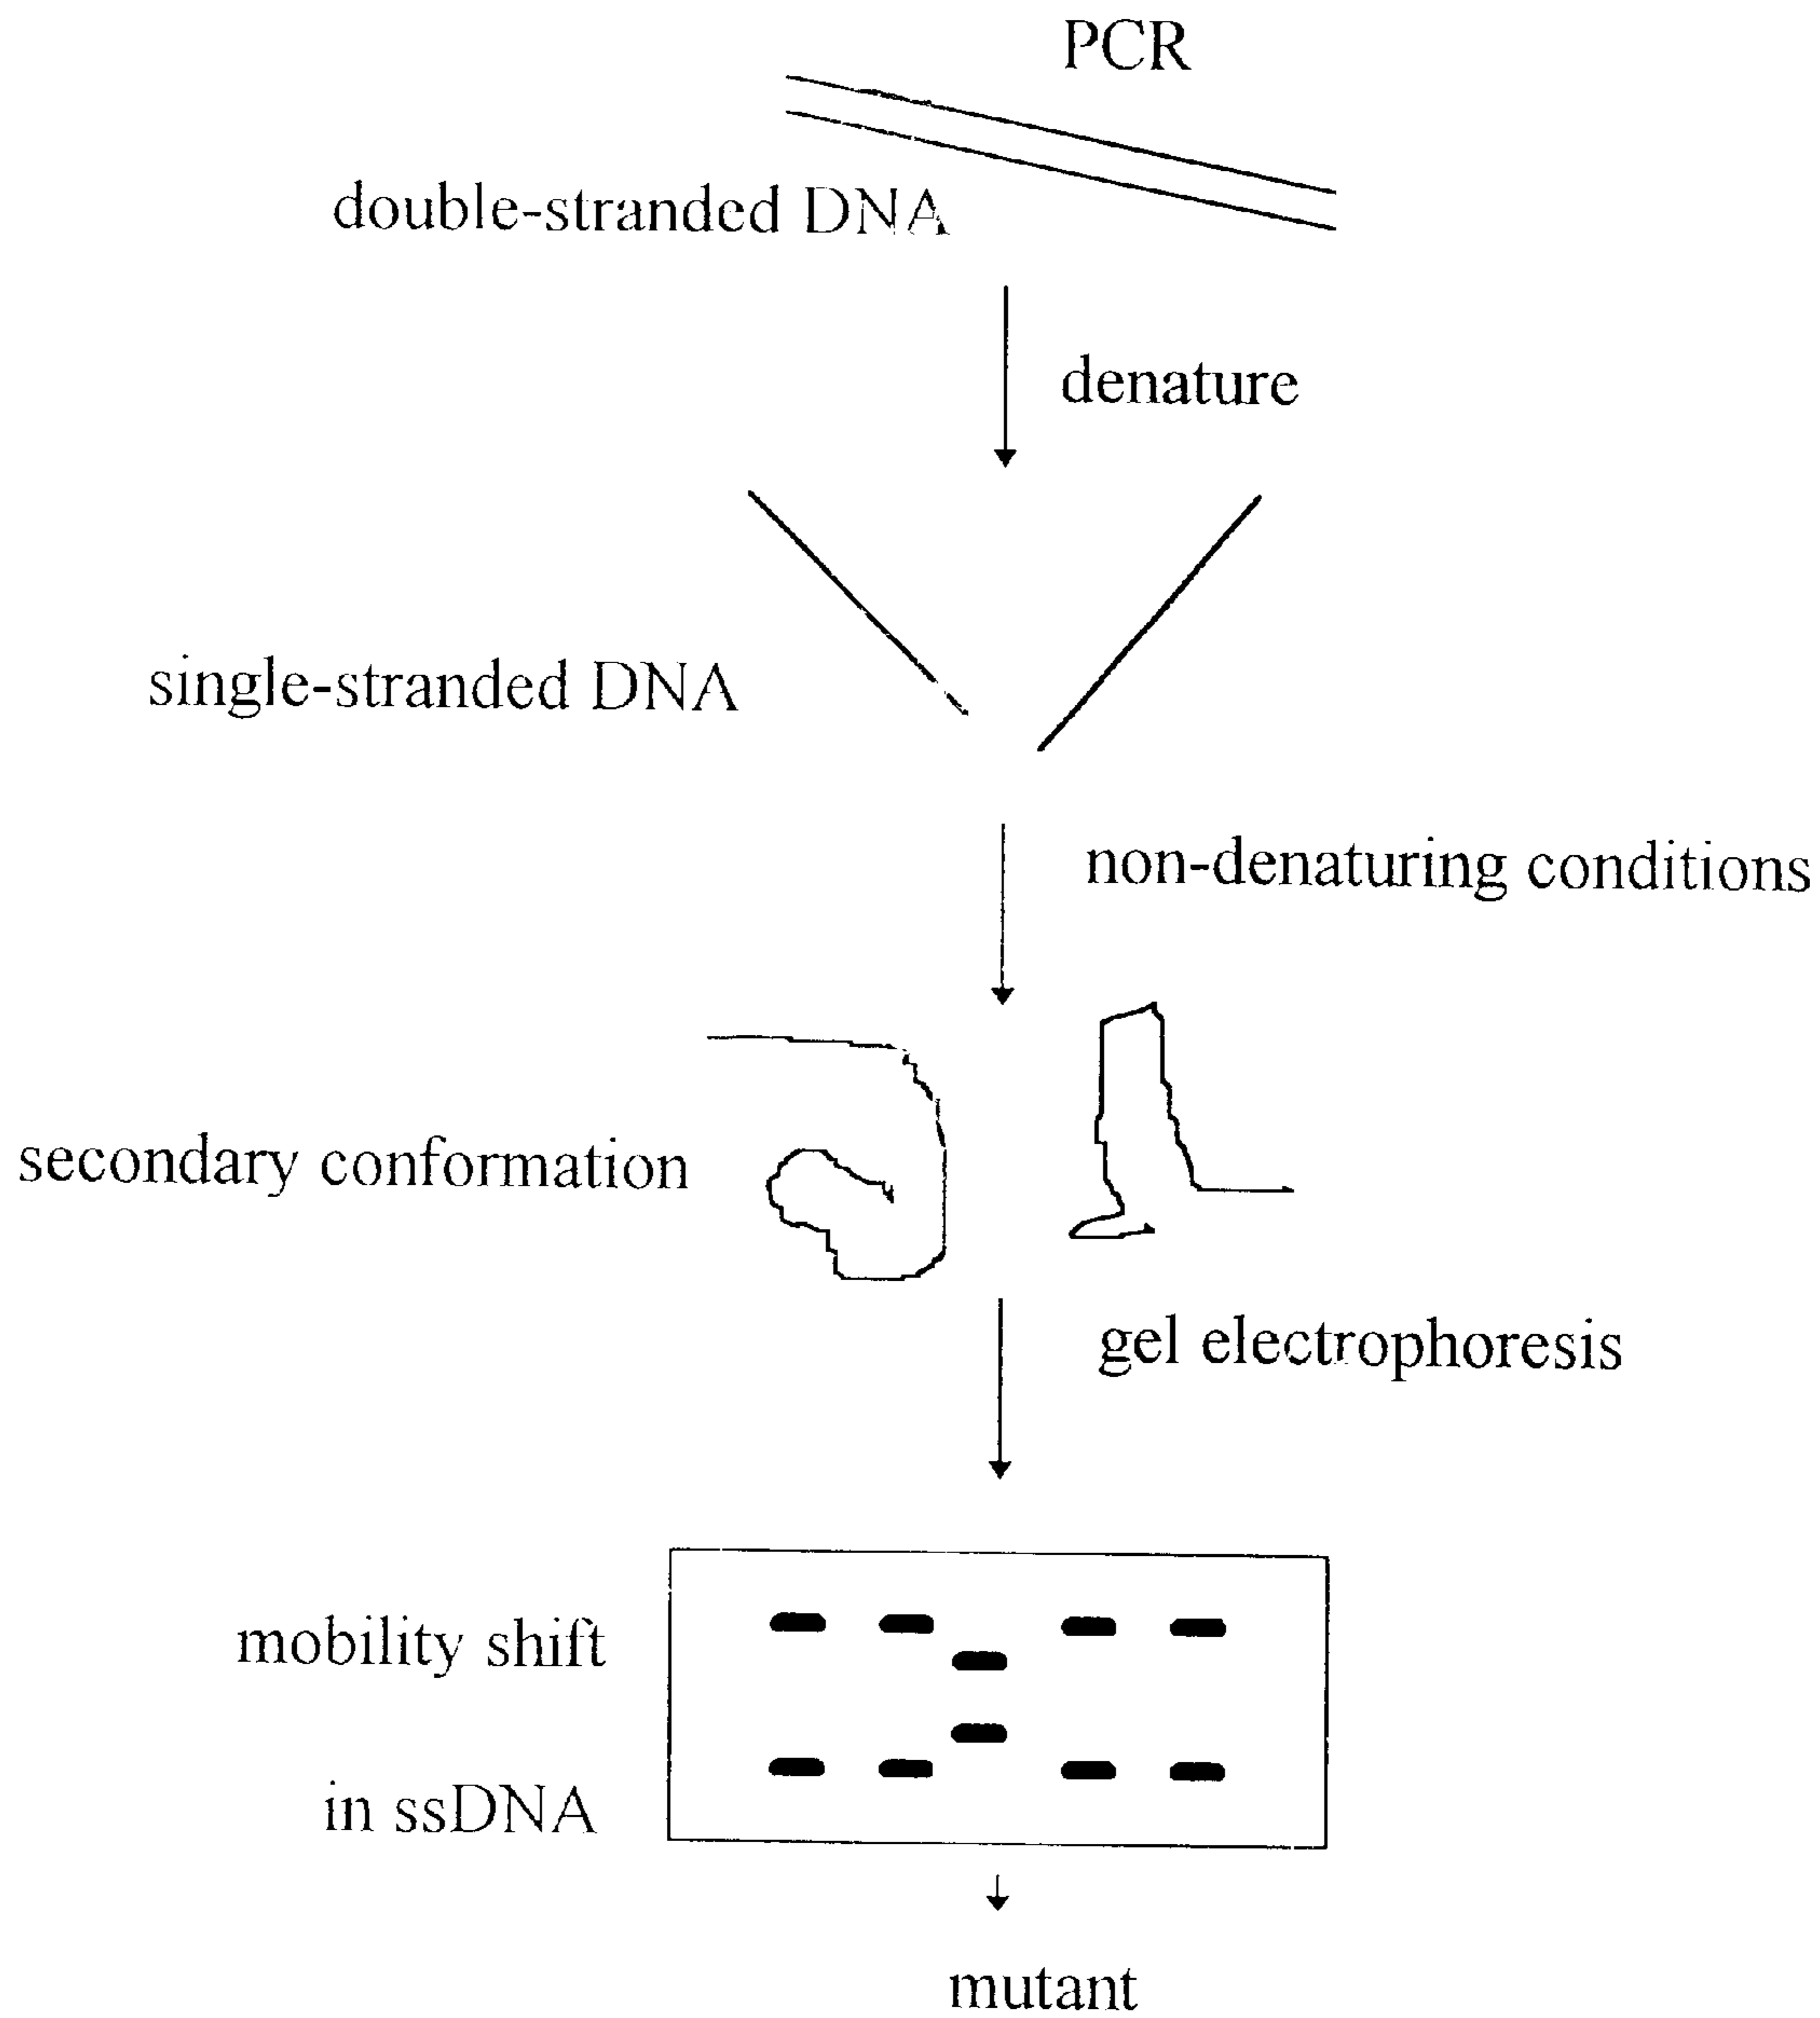 PCR
double-stranded DNA
denature
single-stranded DNA
non-denaturing conditions
secondary conformation
gel electrophoresis
mobility shift
in ssDNA
mutant